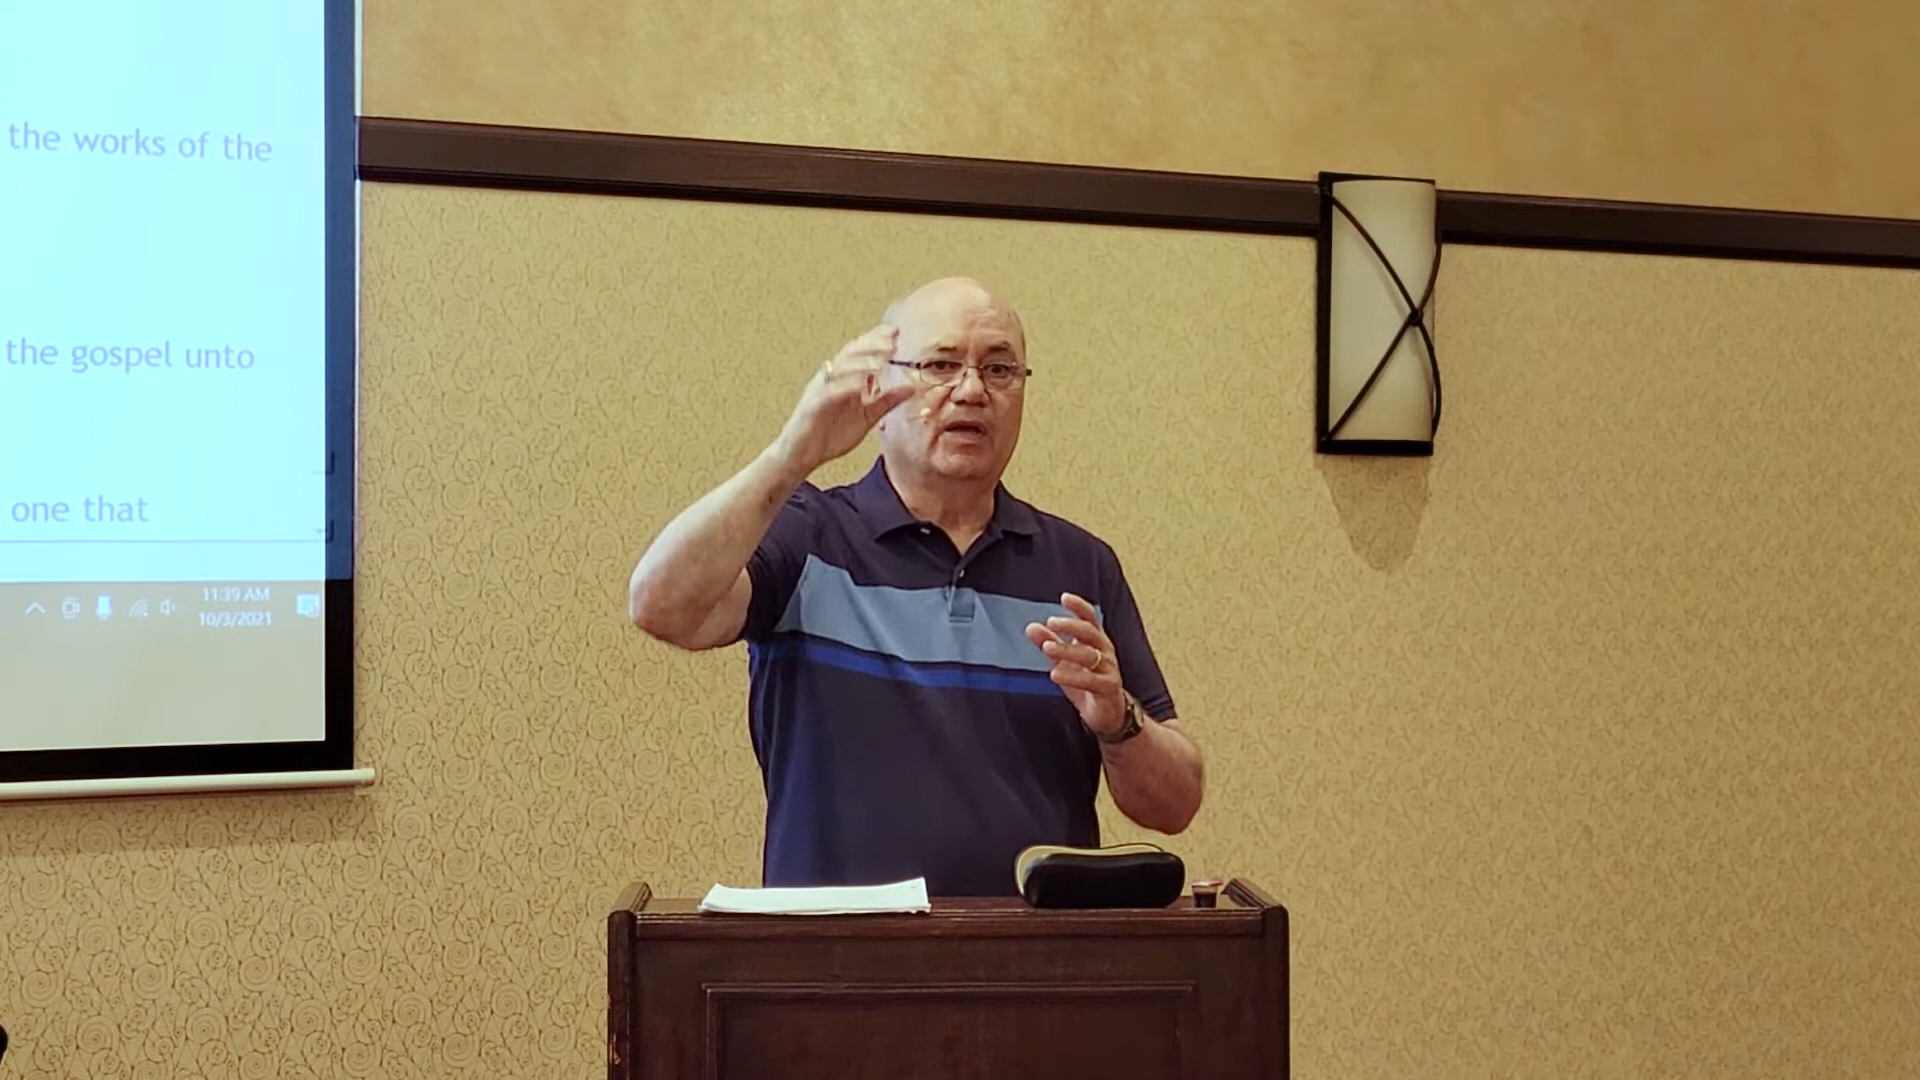 the works of the
the gospel unto
one that
11:39 AM
10/3/2021